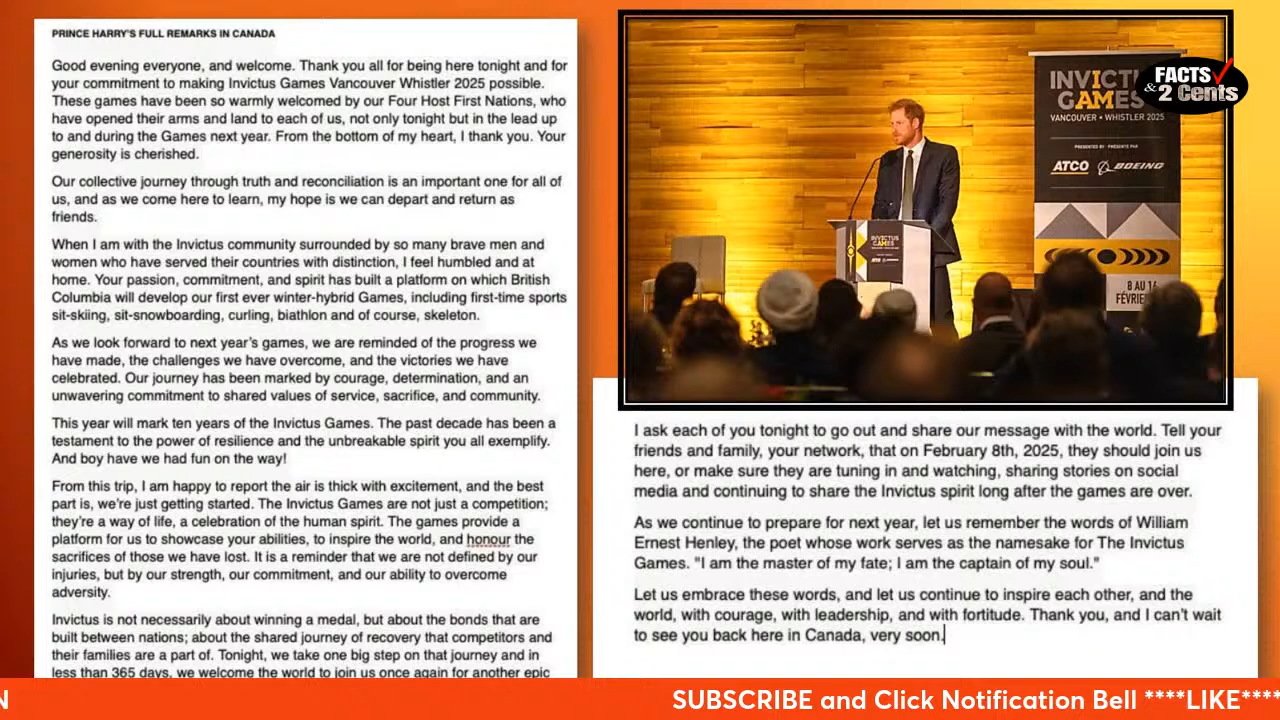 PRINCE HARRY'S FULL REMARKS IN CANADA
Good evening everyone, and welcome. Thank you all for being here tonight and for
your commitment to making Invictus Games Vancouver Whistler 2025 possible.
These games have been so warmly welcomed by our Four Host First Nations, who
have opened their arms and land to each of us, not only tonight but in the lead up
to and during the Games next year. From the bottom of my heart, I thank you. Your
generosity is cherished.
Our collective journey through truth and reconciliation is an important one for all of
us, and as we come here to learn, my hope is we can depart and return as
friends.
When I am with the Invictus community surrounded by so many brave men and
women who have served their countries with distinction, I feel humbled and at
home. Your passion, commitment, and spirit has built a platform on which British
Columbia will develop our first ever winter-hybrid Games, including first-time sports
sit-skiing, sit-snowboarding, curling, biathlon and of course, skeleton.
As we look forward to next year's games, we are reminded of the progress we
have made, the challenges we have overcome, and the victories we have
celebrated. Our journey has been marked by courage, determination, and an
unwavering commitment to shared values of service, sacrifice, and community.
This year will mark ten years of the Invictus Games. The past decade has been a
testament to the power of resilience and the unbreakable spirit you all exemplify.
And boy have we had fun on the way!
From this trip, I am happy to report the air is thick with excitement, and the best
part is, we're just getting started. The Invictus Games are not just a competition;
they're a way of life, a celebration of the human spirit. The games provide a
platform for us to showcase your abilities, to inspire the world, and honour the
sacrifices of those we have lost. It is a reminder that we are not defined by our
injuries, but by our strength, our commitment, and our ability to overcome
adversity.
Invictus is not necessarily about winning a medal, but about the bonds that are
built between nations; about the shared journey of recovery that competitors and
their families are a part of. Tonight, we take one big step on that journey and in
less than 365 days, we welcome the world to join us once again for another epic
INVICTUS
GAMES
VANCOUVER • WHISTLER 2025
PRESENTED BY • PRÉSENTÉ PAR
ATCO BOEING
8 AU 16
FÉVRIER
INVICTUS
GAMES
FACTS
& 2 Cents
I ask each of you tonight to go out and share our message with the world. Tell your
friends and family, your network, that on February 8th, 2025, they should join us
here, or make sure they are tuning in and watching, sharing stories on social
media and continuing to share the Invictus spirit long after the games are over.
As we continue to prepare for next year, let us remember the words of William
Ernest Henley, the poet whose work serves as the namesake for The Invictus
Games. "I am the master of my fate; I am the captain of my soul."
Let us embrace these words, and let us continue to inspire each other, and the
world, with courage, with leadership, and with fortitude. Thank you, and I can't wait
to see you back here in Canada, very soon.
N SUBSCRIBE and Click Notification Bell ****LIKE****